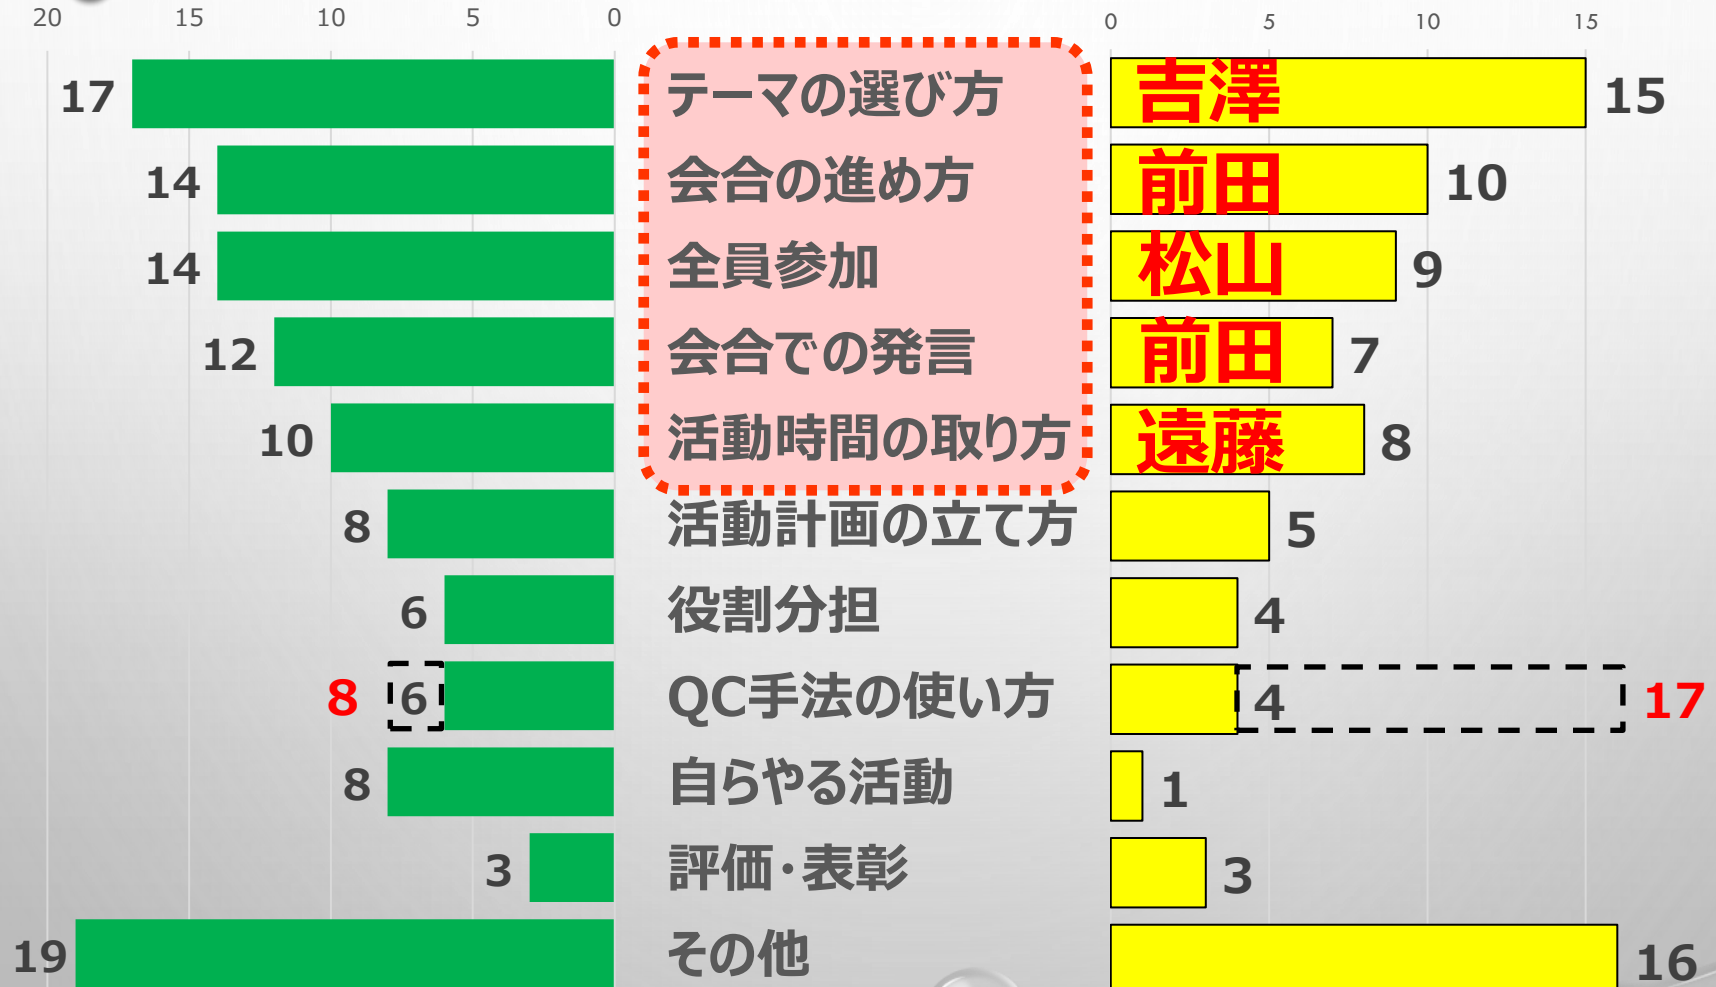 20 15 10 5 0 0 5 10 15
17 テーマの選び方 吉澤 15
14 会合の進め方 前田 10
14 全員参加 松山 9
12 会合での発言 前田 7
10 活動時間の取り方 遠藤 8
8 活動計画の立て方 5
6 役割分担 4
8 6 QC手法の使い方 4 17
8 自らやる活動 1
3 評価・表彰 3
19 その他 16